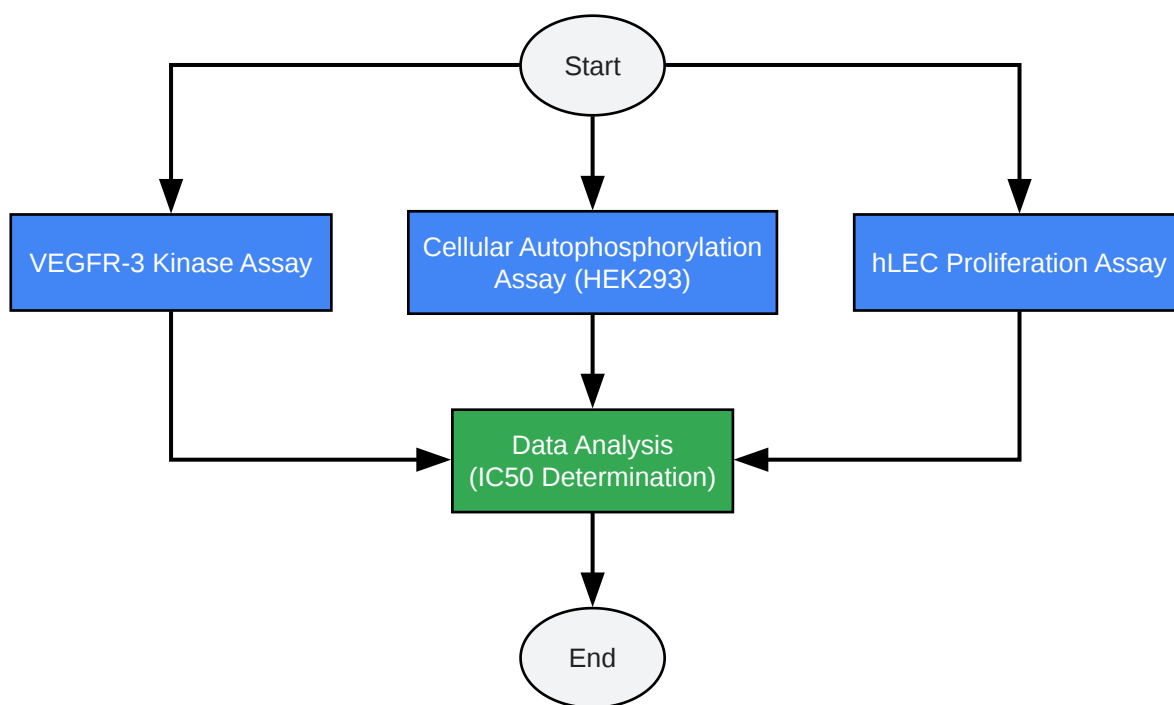 Start
VEGFR-3 Kinase Assay
Cellular Autophosphorylation
Assay (HEK293)
hLEC Proliferation Assay
Data Analysis
(IC50 Determination)
End